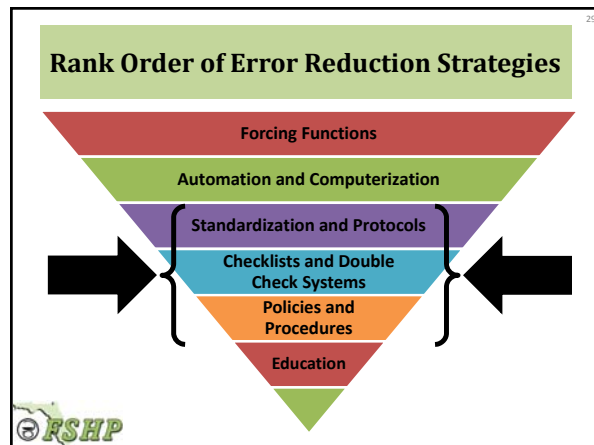 29
Rank Order of Error Reduction Strategies
Forcing Functions
Automation and Computerization
Standardization and Protocols
Checklists and Double
Check Systems
Policies and
Procedures
Education
FSHP